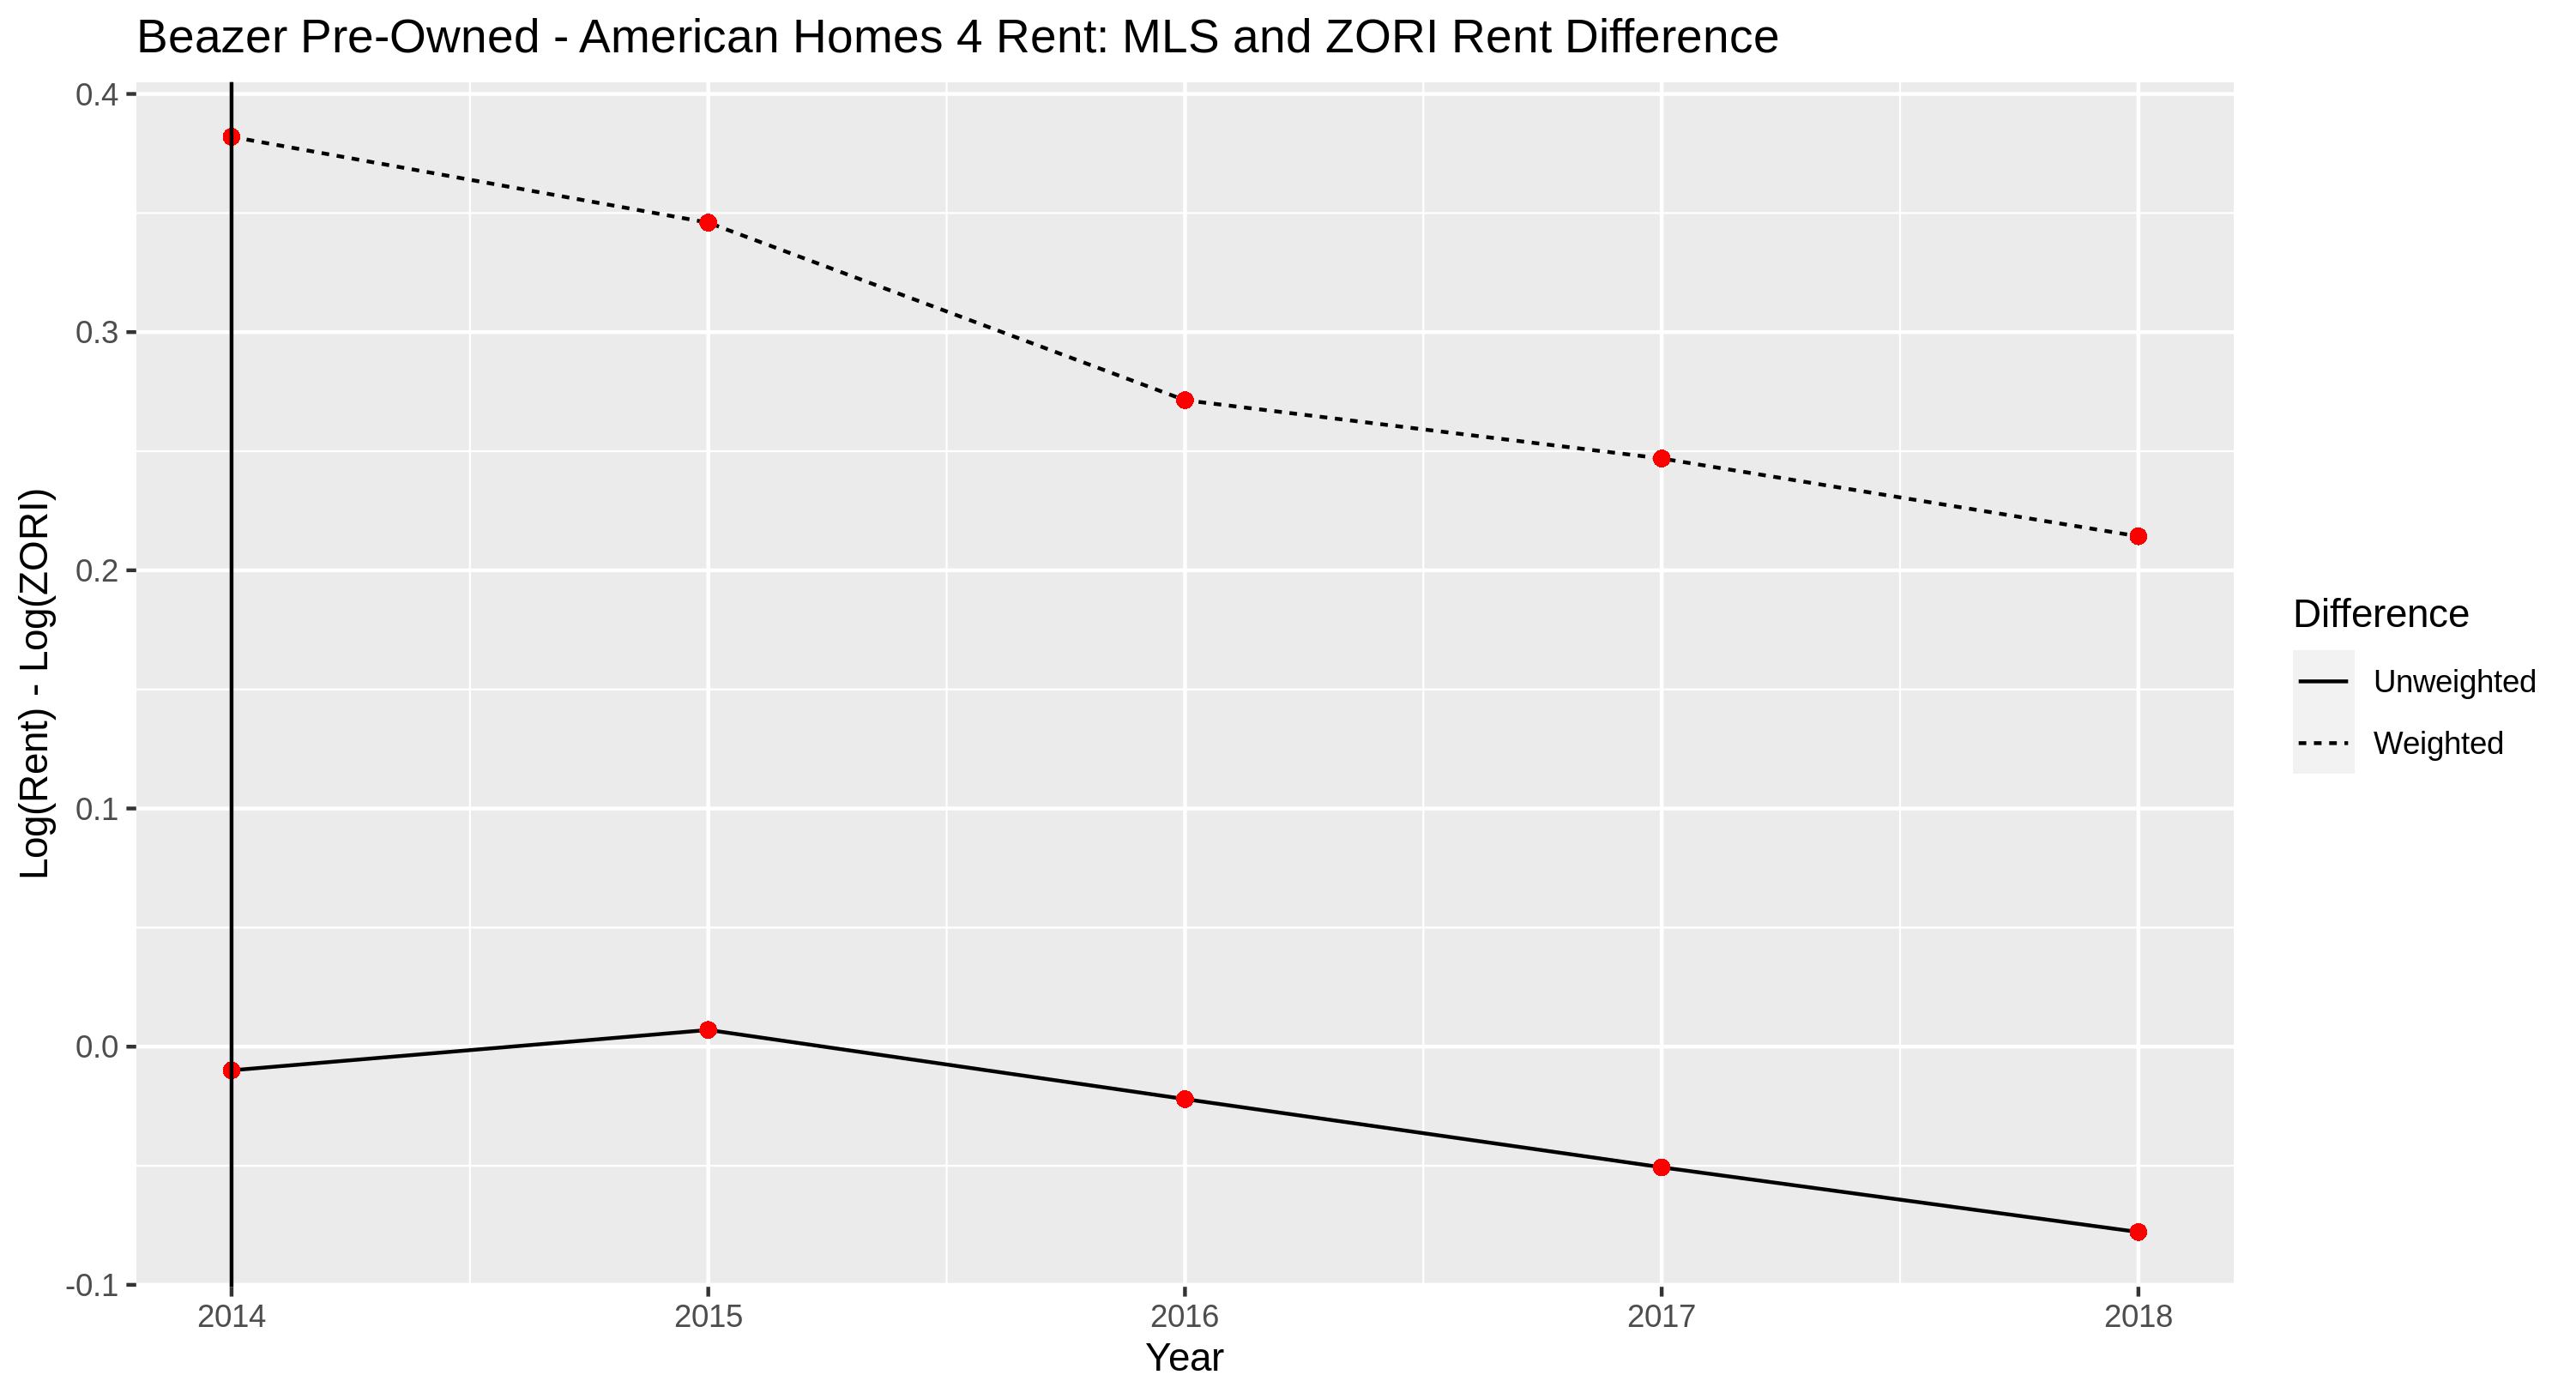 Beazer Pre-Owned - American Homes 4 Rent: MLS and ZORI Rent Difference
Log(Rent) - Log(ZORI)
0.4
0.3
0.2
0.1
0.0
-0.1
2014 2015 2016 2017 2018
Year
Difference
Unweighted
Weighted